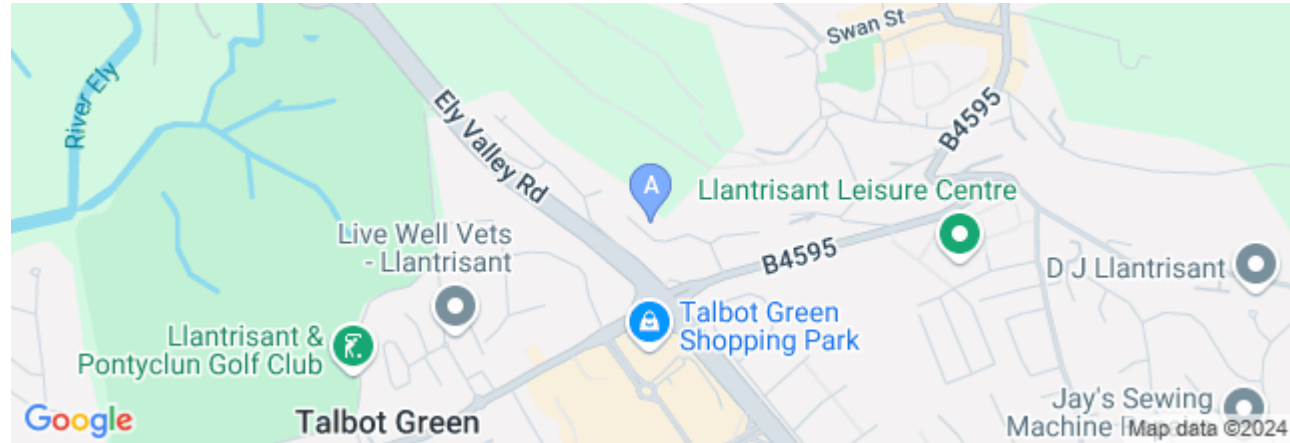 Swan St
River Ely
Ely Valley Rd
B4595
A
Llantrisant Leisure Centre
Live Well Vets
- Llantrisant
B4595
D J Llantrisant
Talbot Green
Shopping Park
Llantrisant &
Pontyclun Golf Club
Jay's Sewing
Machine
Google
Talbot Green
Map data ©2024